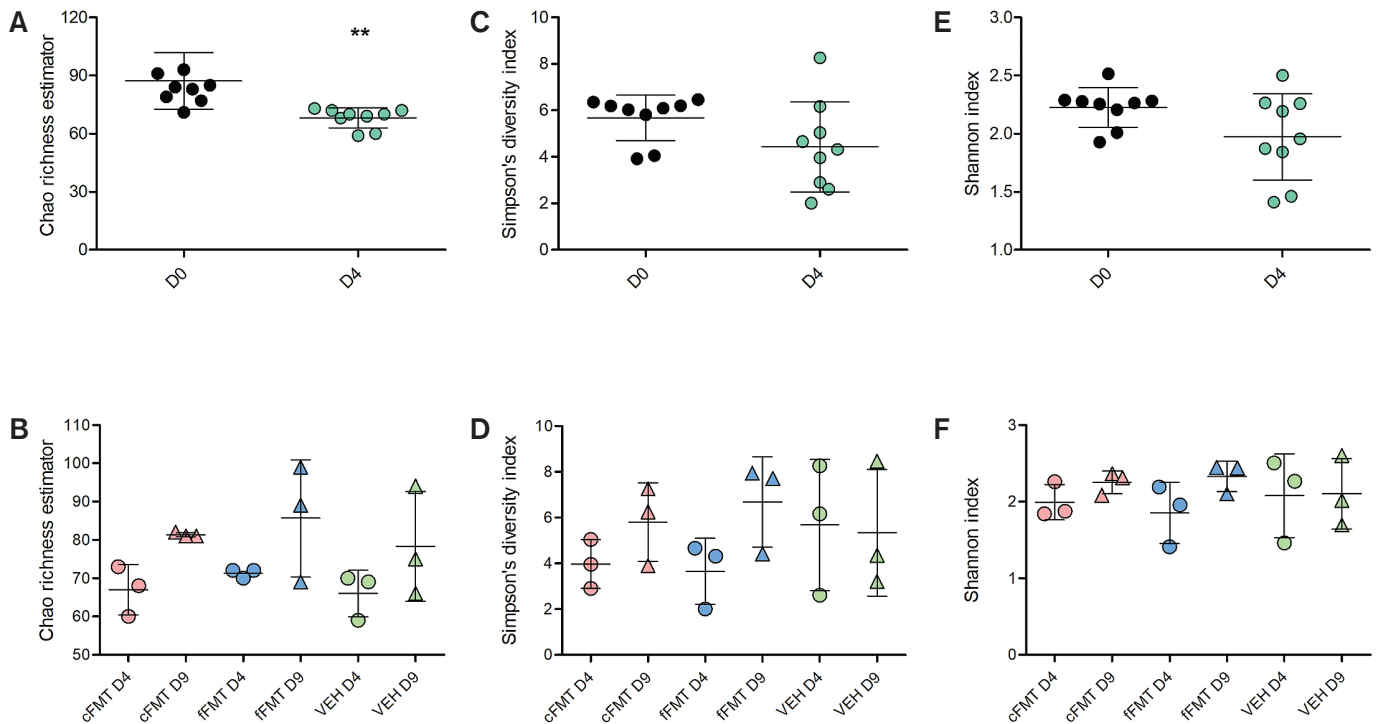 A
Chao richness estimator
120
90
60
30
0
**
D0
D4
C
Simpson's diversity index
10
8
6
4
2
0
D0
D4
E
Shannon index
3.0
2.5
2.0
1.5
1.0
D0
D4
B
Chao richness estimator
110
100
90
80
70
60
50
cFMT D4
cFMT D9
fFMT D4
fFMT D9
VEH D4
VEH D9
D
Simpson's diversity index
10
8
6
4
2
0
cFMT D4
cFMT D9
fFMT D4
fFMT D9
VEH D4
VEH D9
F
Shannon index
3
2
1
0
cFMT D4
cFMT D9
fFMT D4
fFMT D9
VEH D4
VEH D9